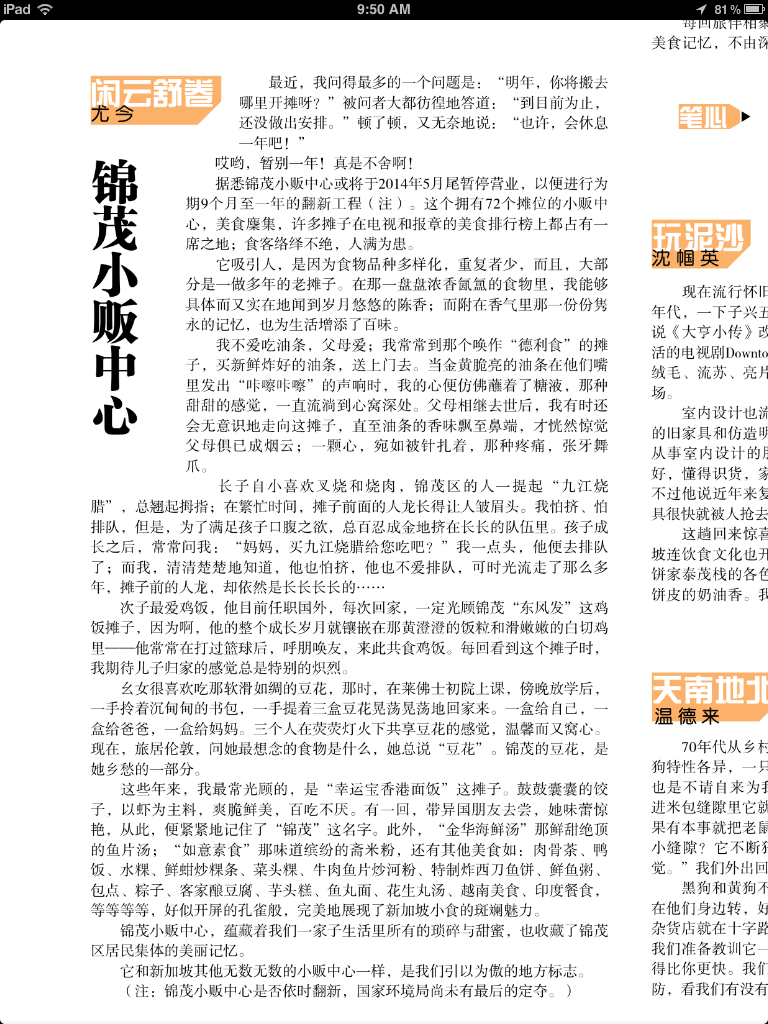 iPad
9:50 AM
81%
闲云舒卷
尤今
锦茂小贩中心
最近，我问得最多的一个问题是：“明年，你将搬去
哪里开摊呀？”被问者大都彷徨地答道：“到目前为止，
还没做出安排。”顿了顿，又无奈地说：“也许，会休息
一年吧！”
哎哟，暂别一年！真是不舍啊！
据悉锦茂小贩中心或将于2014年5月尾暂停营业，以便进行为
期9个月至一年的翻新工程（注）。这个拥有72个摊位的小贩中
心，美食麇集，许多摊子在电视和报章的美食排行榜上都占有一
席之地；食客络绎不绝，人满为患。
它吸引人，是因为食物品种多样化，重复者少，而且，大部
分是一做多年的老摊子。在那一盘盘浓香氤氲的食物里，我能够
具体而又实在地闻到岁月悠悠的陈香；而附在香气里那一份份隽
永的记忆，也为生活增添了百味。
我不爱吃油条，父母爱；我常常到那个唤作“德利食”的摊
子，买新鲜炸好的油条，送上门去。当金黄脆亮的油条在他们嘴
里发出“咔嚓咔嚓”的声响时，我的心便仿佛蘸着了糖液，那种
甜甜的感觉，一直流淌到心窝深处。父母相继去世后，我有时还
会无意识地走向这摊子，直至油条的香味飘至鼻端，才恍然惊觉
父母俱已成烟云；一颗心，宛如被针扎着，那种疼痛，张牙舞
爪。
长子自小喜欢叉烧和烧肉，锦茂区的人一提起“九江烧
腊”，总翘起拇指；在繁忙时间，摊子前面的人龙长得让人皱眉头。我怕挤、怕
排队，但是，为了满足孩子口腹之欲，总百忍成金地挤在长长的队伍里。孩子成
长之后，常常问我：“妈妈，买九江烧腊给您吃吧？”我一点头，他便去排队
了；而我，清清楚楚地知道，他也怕挤，他也不爱排队，可时光流走了那么多
年，摊子前的人龙，却依然是长长长长的……
次子最爱鸡饭，他目前任职国外，每次回家，一定光顾锦茂“东风发”这鸡
饭摊子，因为啊，他的整个成长岁月就镶嵌在那黄澄澄的饭粒和滑嫩嫩的白切鸡
里——他常常在打过篮球后，呼朋唤友，来此共食鸡饭。每回看到这个摊子时，
我期待儿子归家的感觉总是特别的炽烈。
幺女很喜欢吃那软滑如绸的豆花，那时，在莱佛士初院上课，傍晚放学后，
一手拎着沉甸甸的书包，一手提着三盒豆花晃荡晃荡地回家来。一盒给自己，一
盒给爸爸，一盒给妈妈。三个人在荧荧灯火下共享豆花的感觉，温馨而又窝心。
现在，旅居伦敦，问她最想念的食物是什么，她总说“豆花”。锦茂的豆花，是
她乡愁的一部分。
这些年来，我最常光顾的，是“幸运宝香港面饭”这摊子。鼓鼓囊囊的饺
子，以虾为主料，爽脆鲜美，百吃不厌。有一回，带异国朋友去尝，她味蕾惊
艳，从此，便紧紧地记住了“锦茂”这名字。此外，“金华海鲜汤”那鲜甜绝顶
的鱼片汤；“如意素食”那味道缤纷的斋米粉，还有其他美食如：肉骨茶、鸭
饭、水粿、鲜蚶炒粿条、菜头粿、牛肉鱼片炒河粉、特制炸西刀鱼饼、鲜鱼粥、
包点、粽子、客家酿豆腐、芋头糕、鱼丸面、花生丸汤、越南美食、印度餐食，
等等等等，好似开屏的孔雀般，完美地展现了新加坡小食的斑斓魅力。
锦茂小贩中心，蕴藏着我们一家子生活里所有的琐碎与甜蜜，也收藏了锦茂
区居民集体的美丽记忆。
它和新加坡其他无数无数的小贩中心一样，是我们引以为傲的地方标志。
（注：锦茂小贩中心是否依时翻新，国家环境局尚未有最后的定夺。）
美食记忆，不由深
笔心
玩泥沙
沈帼英
现在流行怀旧
年代，一下子兴五
说《大亨小传》改
活的电视剧Downto
绒毛、流苏、亮片
场。
室内设计也流
的旧家具和仿造明
从事室内设计的朋
好，懂得识货，家
不过他说近年来复
具很快就被人抢去
这趟回来惊喜
坡连饮食文化也开
饼家泰茂栈的各色
饼皮的奶油香。我
天南地北
温德来
70年代从乡村
狗特性各异，一只
也是不请自来为我
进米包缝隙里它就
果有本事就把老鼠
小缝隙？它不断狂
觉。”我们外出回
黑狗和黄狗不
在他们身边转，好
杂货店就在十字路
我们准备教训它一
得比你更快。我们
防，看我们有没有